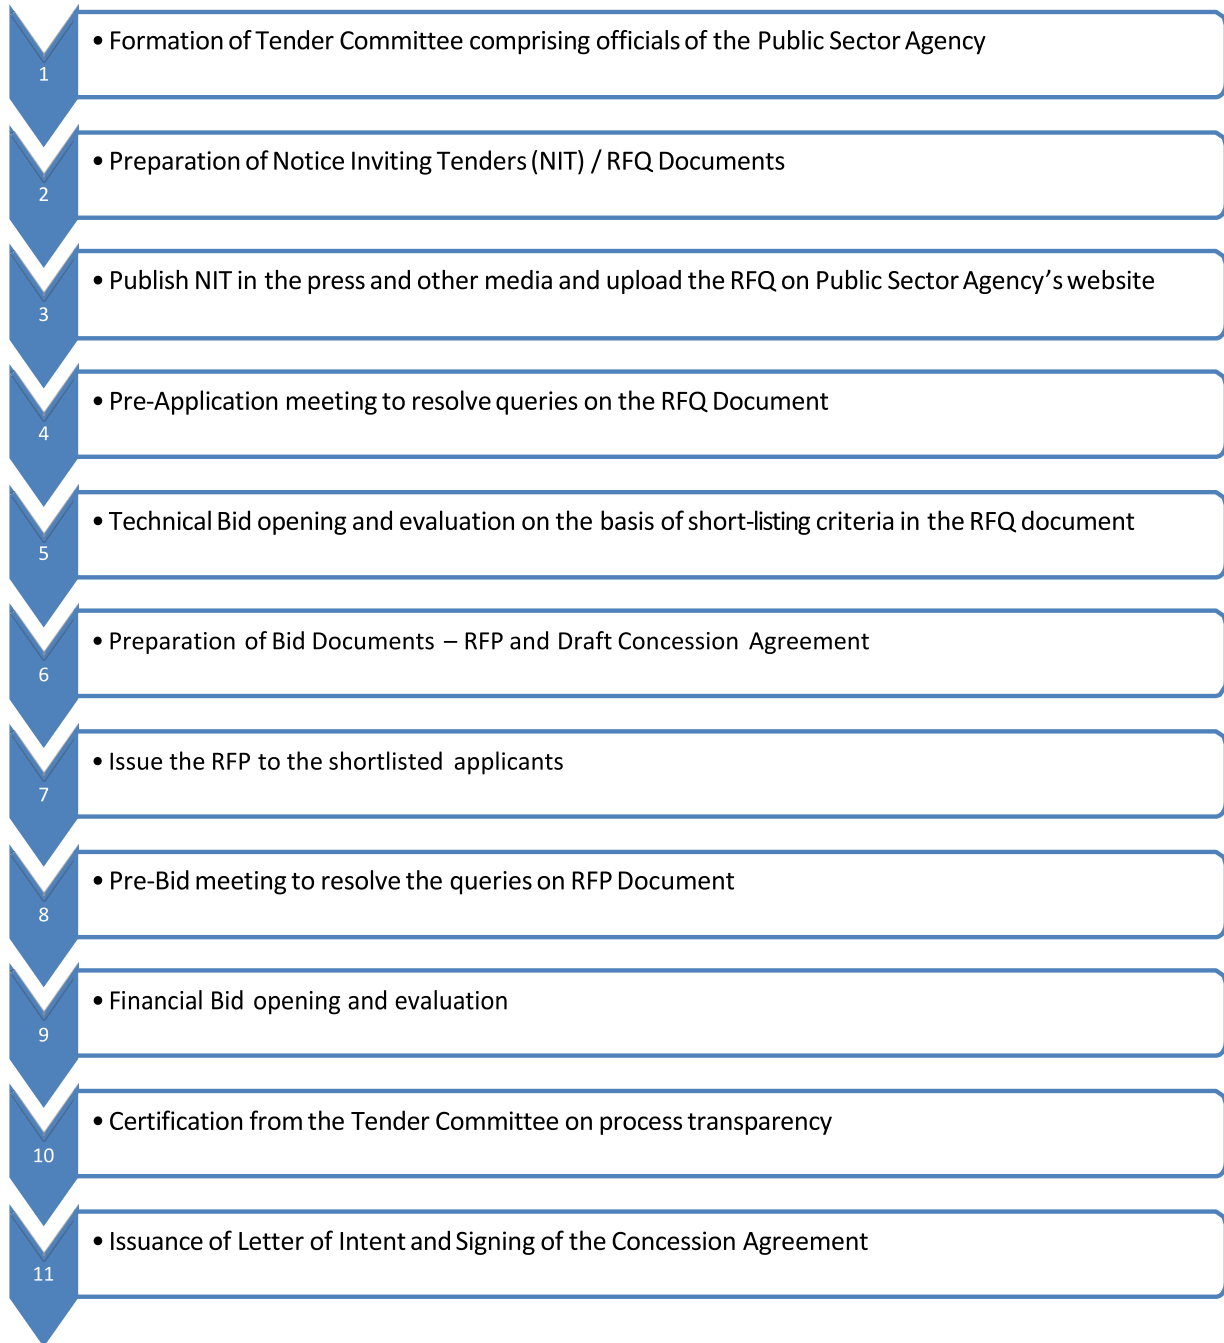 1
• Formation of Tender Committee comprising officials of the Public Sector Agency
2
• Preparation of Notice Inviting Tenders (NIT) / RFQ Documents
3
• Publish NIT in the press and other media and upload the RFQ on Public Sector Agency’s website
4
• Pre-Application meeting to resolve queries on the RFQ Document
5
• Technical Bid opening and evaluation on the basis of short-listing criteria in the RFQ document
6
• Preparation of Bid Documents – RFP and Draft Concession Agreement
7
• Issue the RFP to the shortlisted applicants
8
• Pre-Bid meeting to resolve the queries on RFP Document
9
• Financial Bid opening and evaluation
10
• Certification from the Tender Committee on process transparency
11
• Issuance of Letter of Intent and Signing of the Concession Agreement